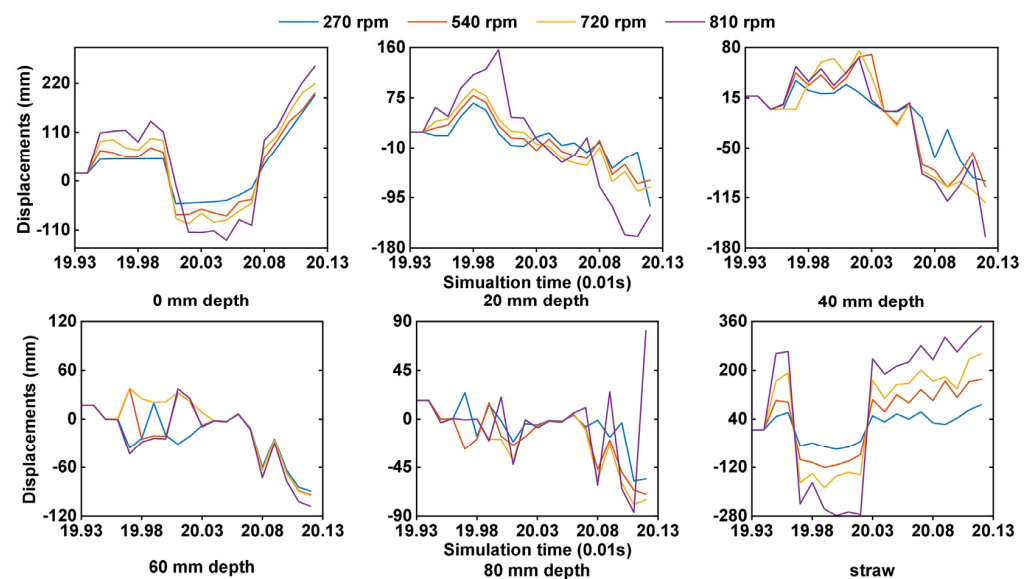 270 rpm 540 rpm 720 rpm 810 rpm
Displacements (mm)
220
110
0
-110
19.93 19.98 20.03 20.08 20.13
0 mm depth
160
75
-10
-95
-180
19.93 19.98 20.03 20.08 20.13
Simualtion time (0.01s)
20 mm depth
80
15
-50
-115
-180
19.93 19.98 20.03 20.08 20.13
40 mm depth
Displacements (mm)
120
60
0
-60
-120
19.93 19.98 20.03 20.08 20.13
60 mm depth
90
45
0
-45
-90
19.93 19.98 20.03 20.08 20.13
Simulation time (0.01s)
80 mm depth
360
200
40
-120
-280
19.93 19.98 20.03 20.08 20.13
straw